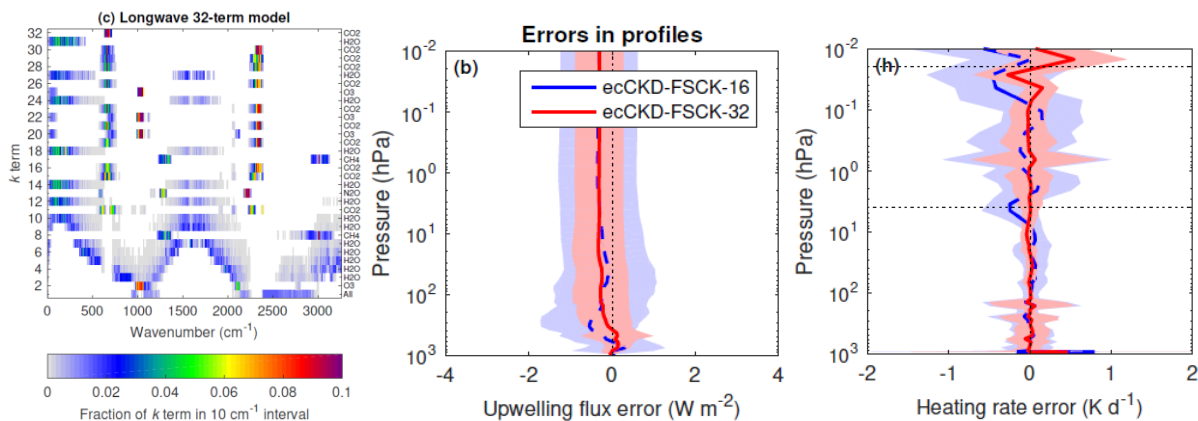 (c) Longwave 32-term model
k term
32
30
28
26
24
22
20
18
16
14
12
10
8
6
4
2
CO2
H2O
CO2
CO2
CO2
H2O
CO2
O3
H2O
CO2
O3
CO2
O3
CO2
H2O
CH4
CO2
CO2
H2O
N2O
H2O
CO2
H2O
H2O
CH4
H2O
H2O
H2O
H2O
H2O
O3
All
0 500 1000 1500 2000 2500 3000
Wavenumber (cm⁻¹)
0 0.02 0.04 0.06 0.08 0.1
Fraction of k term in 10 cm⁻¹ interval
Errors in profiles
(b)
ecCKD-FSCK-16
ecCKD-FSCK-32
Pressure (hPa)
10⁻²
10⁻¹
10⁰
10¹
10²
10³
-4 -2 0 2 4
Upwelling flux error (W m⁻²)
(h)
Pressure (hPa)
10⁻²
10⁻¹
10⁰
10¹
10²
10³
-2 -1 0 1 2
Heating rate error (K d⁻¹)